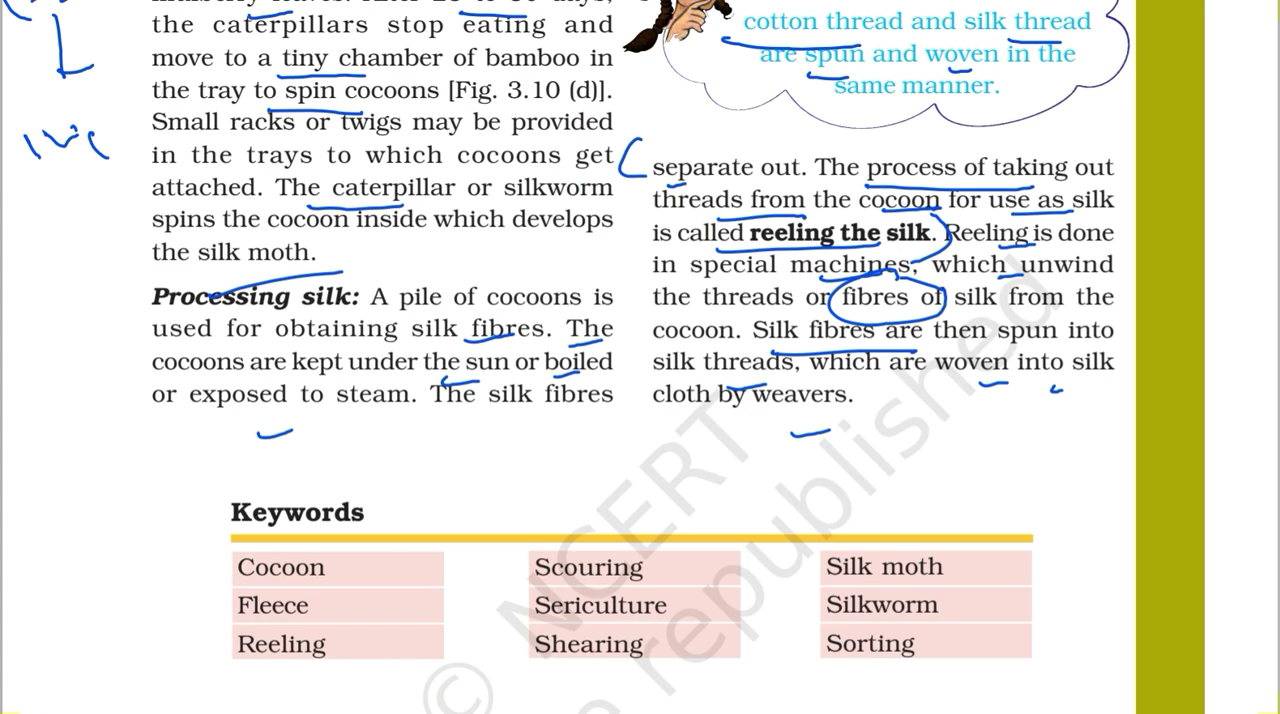 the caterpillars stop eating and
move to a tiny chamber of bamboo in
the tray to spin cocoons [Fig. 3.10 (d)].
Small racks or twigs may be provided
in the trays to which cocoons get
attached. The caterpillar or silkworm
spins the cocoon inside which develops
the silk moth.
Processing silk: A pile of cocoons is
used for obtaining silk fibres. The
cocoons are kept under the sun or boiled
or exposed to steam. The silk fibres
cotton thread and silk thread
are spun and woven in the
same manner.
separate out. The process of taking out
threads from the cocoon for use as silk
is called reeling the silk. Reeling is done
in special machines, which unwind
the threads or fibres of silk from the
cocoon. Silk fibres are then spun into
silk threads, which are woven into silk
cloth by weavers.
Keywords
Cocoon Scouring Silk moth
Fleece Sericulture Silkworm
Reeling Shearing Sorting
© NCERT
republished